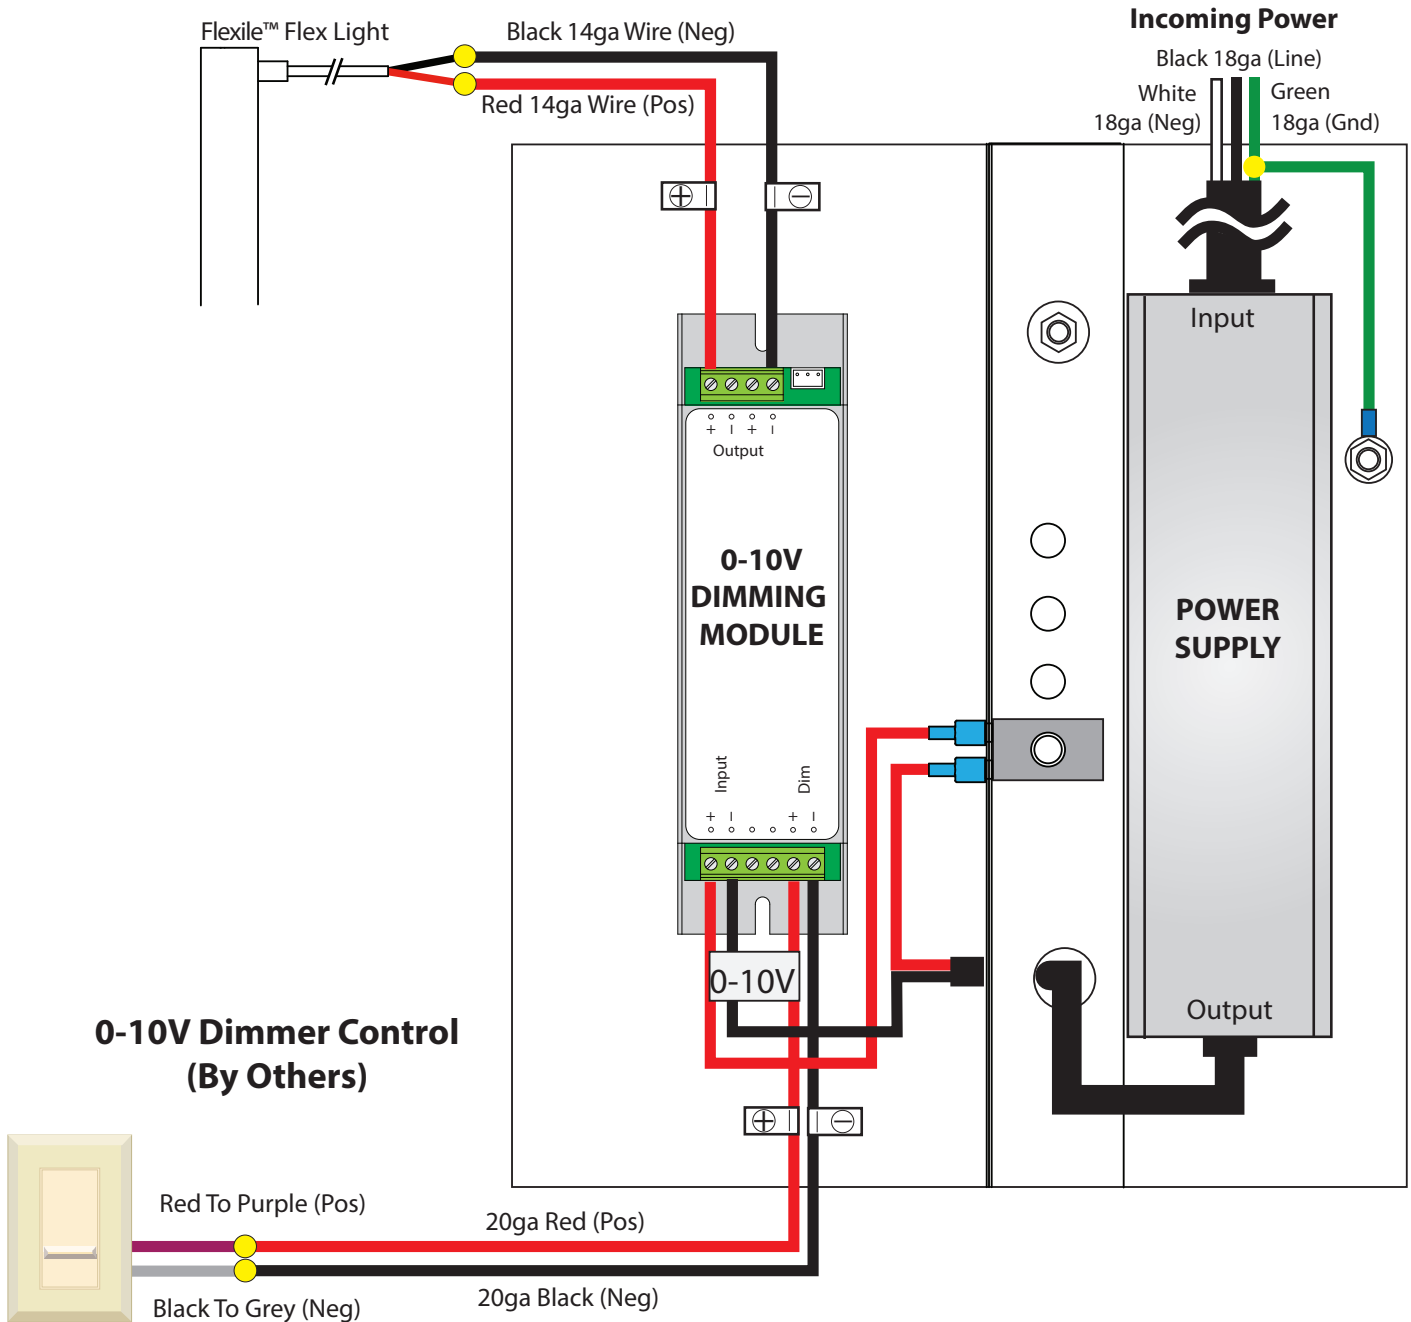 Incoming Power
Flexile™ Flex Light
Black 14ga Wire (Neg)
Black 18ga (Line)
White
18ga (Neg)
Green
18ga (Gnd)
Red 14ga Wire (Pos)
+
−
Input
+ − + −
Output
0-10V
DIMMING
MODULE
POWER
SUPPLY
Input
Dim
+ −
+ −
0-10V
Output
0-10V Dimmer Control
(By Others)
+
−
Red To Purple (Pos)
20ga Red (Pos)
20ga Black (Neg)
Black To Grey (Neg)